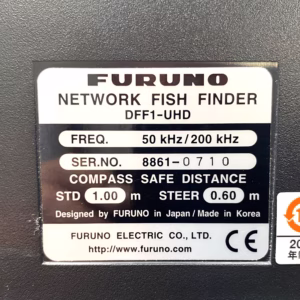 FURUNO
NETWORK FISH FINDER
DFF1-UHD
FREQ. 50 kHz/200 kHz
SER.NO. 8861-0710
COMPASS SAFE DISTANCE
STD 1.00 m STEER 0.60 m
Designed by FURUNO in Japan/Made in Korea
FURUNO ELECTRIC CO., LTD.
http://www.furuno.com/
CE